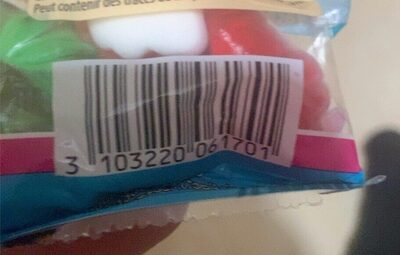 Peut contenir des traces
3 103220 061701